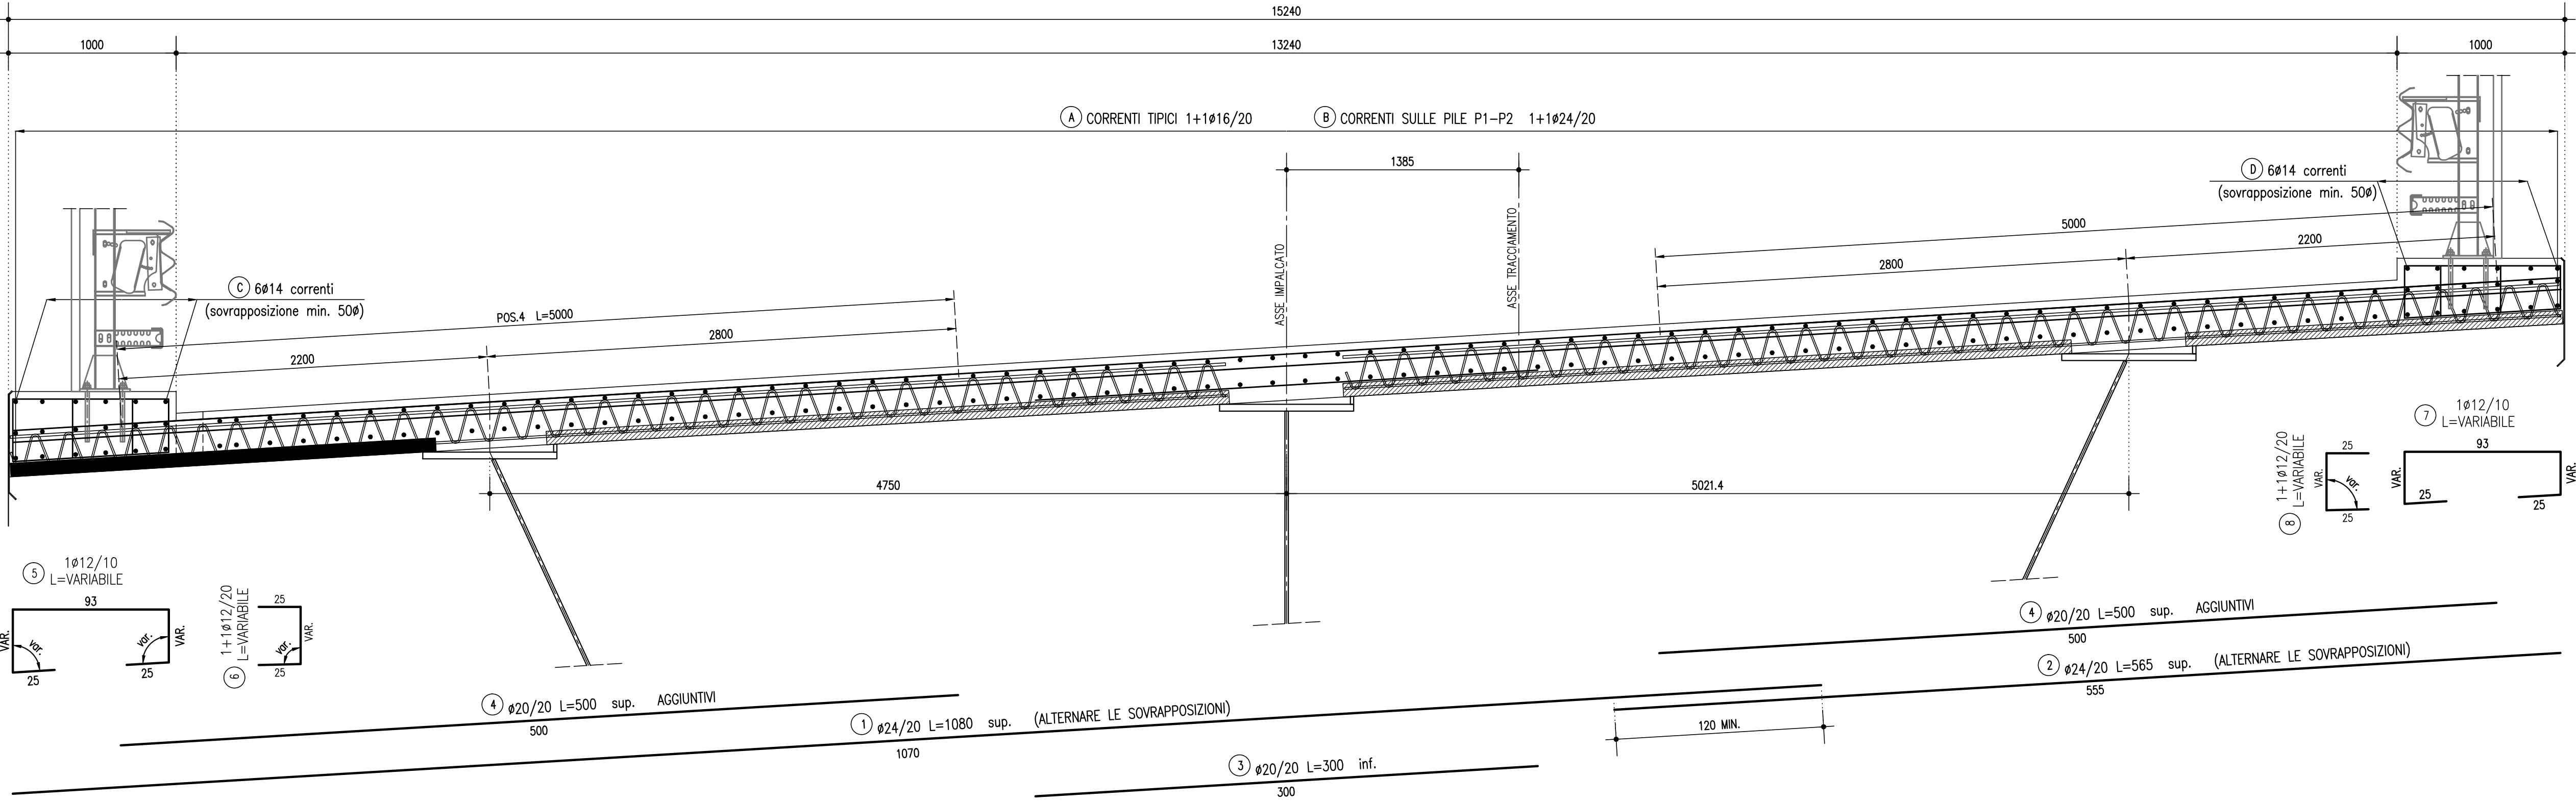 15240
1000
13240
1000
A CORRENTI TIPICI 1+1ø16/20
B CORRENTI SULLE PILE P1-P2 1+1ø24/20
1385
D 6ø14 correnti
(sovrapposizione min. 50ø)
ASSE IMPALCATO
ASSE TRACCIAMENTO
5000
2200
2800
C 6ø14 correnti
(sovrapposizione min. 50ø)
POS.4 L=5000
2800
2200
4750
5021.4
7 1ø12/10
L=VARIABILE
93
VAR.
VAR.
25
25
8 1+1ø12/20
L=VARIABILE
25
VAR.
var.
25
5 1ø12/10
L=VARIABILE
93
VAR.
var.
var.
VAR.
25
25
6 1+1ø12/20
L=VARIABILE
25
VAR.
var.
25
4 ø20/20 L=500 sup. AGGIUNTIVI
500
2 ø24/20 L=565 sup. (ALTERNARE LE SOVRAPPOSIZIONI)
555
4 ø20/20 L=500 sup. AGGIUNTIVI
500
1 ø24/20 L=1080 sup. (ALTERNARE LE SOVRAPPOSIZIONI)
1070
120 MIN.
3 ø20/20 L=300 inf.
300